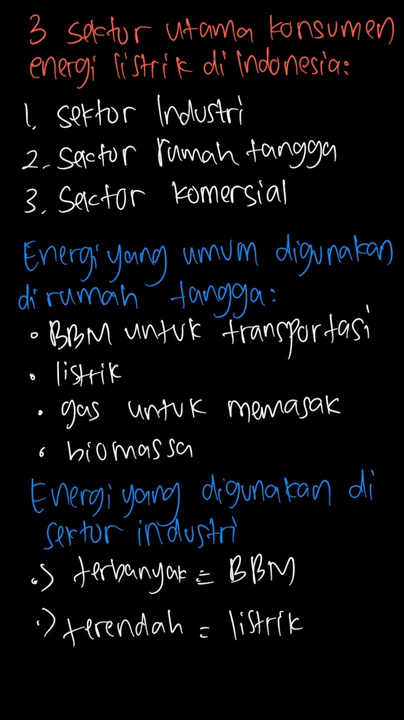 3 sektor utama konsumen
energi listrik di Indonesia:
1. sektor Industri
2. sector rumah tangga
3. sector komersial
Energi yang umum digunakan
di rumah tangga:
• BBM untuk transportasi
• listrik
• gas untuk memasak
• biomassa
Energi yang digunakan di
sektor industri
•) terbanyak = BBM
•) terendah = listrik